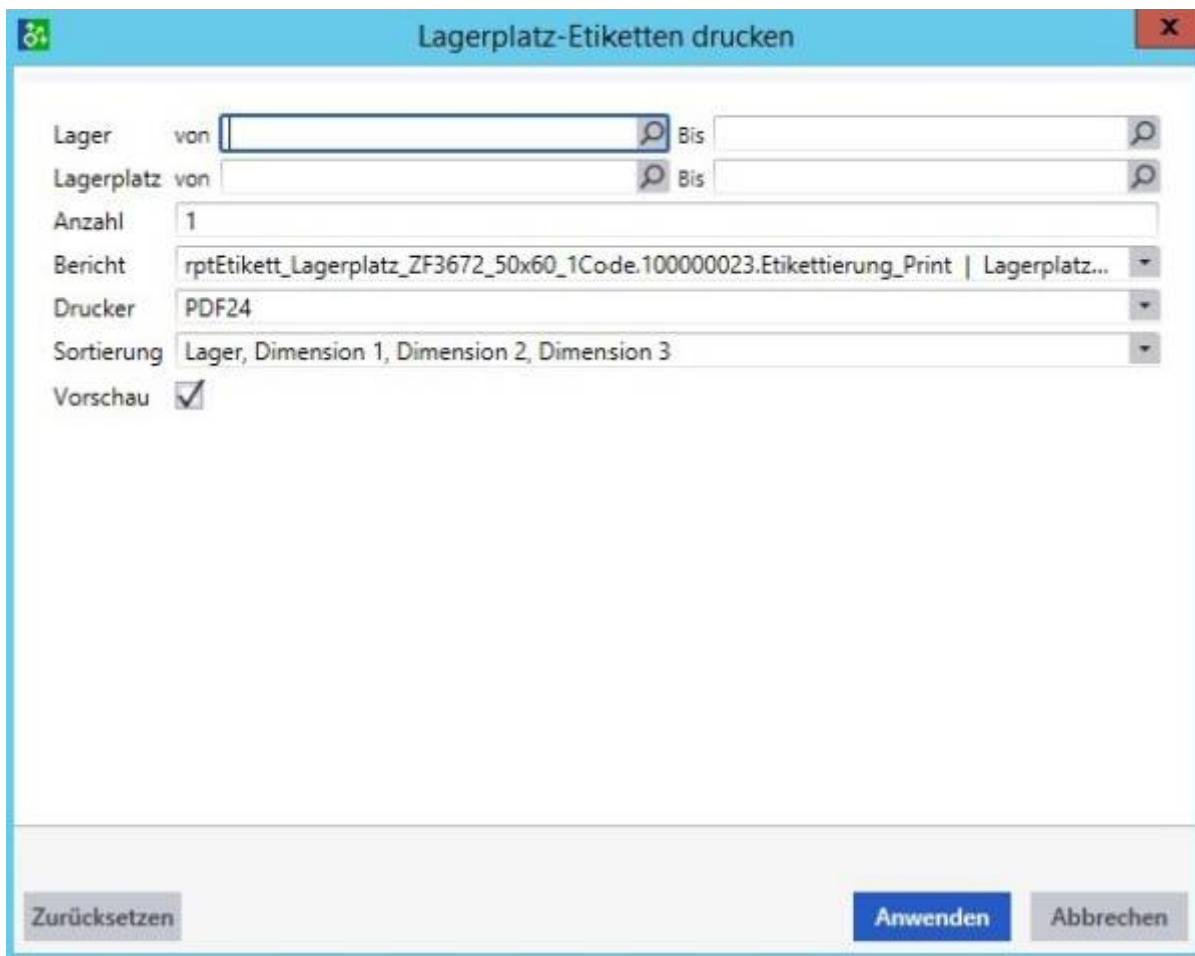 Lagerplatz-Etiketten drucken
x
Lager von Bis
Lagerplatz von Bis
Anzahl 1
Bericht rptEtikett_Lagerplatz_ZF3672_50x60_1Code.100000023.Etikettierung_Print | Lagerplatz...
Drucker PDF24
Sortierung Lager, Dimension 1, Dimension 2, Dimension 3
Vorschau
Zurücksetzen Anwenden Abbrechen